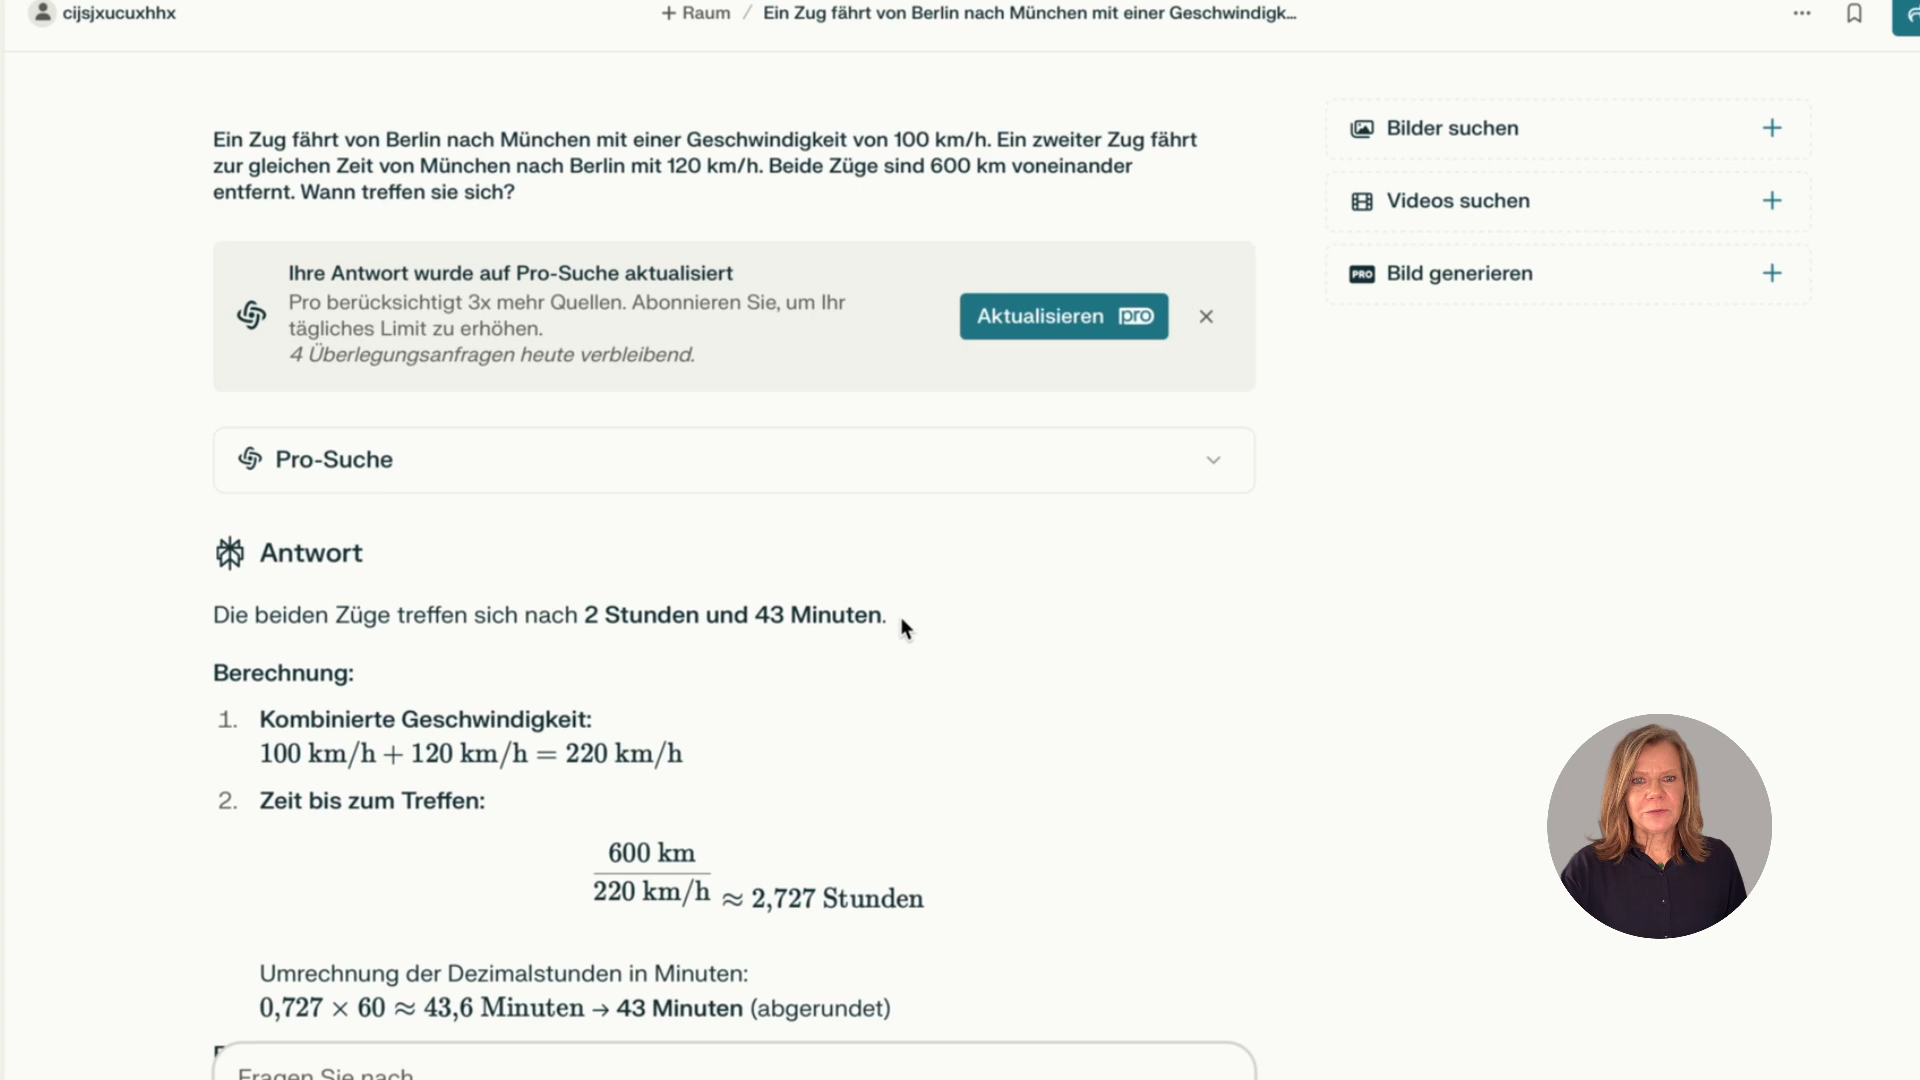 cijsjxucuxhhx
+ Raum / Ein Zug fährt von Berlin nach München mit einer Geschwindigk...
Ein Zug fährt von Berlin nach München mit einer Geschwindigkeit von 100 km/h. Ein zweiter Zug fährt
zur gleichen Zeit von München nach Berlin mit 120 km/h. Beide Züge sind 600 km voneinander
entfernt. Wann treffen sie sich?
Ihre Antwort wurde auf Pro-Suche aktualisiert
Pro berücksichtigt 3x mehr Quellen. Abonnieren Sie, um Ihr
tägliches Limit zu erhöhen.
4 Überlegungsanfragen heute verbleibend.
Aktualisieren pro
Pro-Suche
Antwort
Die beiden Züge treffen sich nach 2 Stunden und 43 Minuten.
Berechnung:
1. Kombinierte Geschwindigkeit:
100 km/h + 120 km/h = 220 km/h
2. Zeit bis zum Treffen:
600 km
220 km/h ≈ 2,727 Stunden
Umrechnung der Dezimalstunden in Minuten:
0,727 × 60 ≈ 43,6 Minuten → 43 Minuten (abgerundet)
Fragen Sie nach
Bilder suchen
Videos suchen
PRO Bild generieren